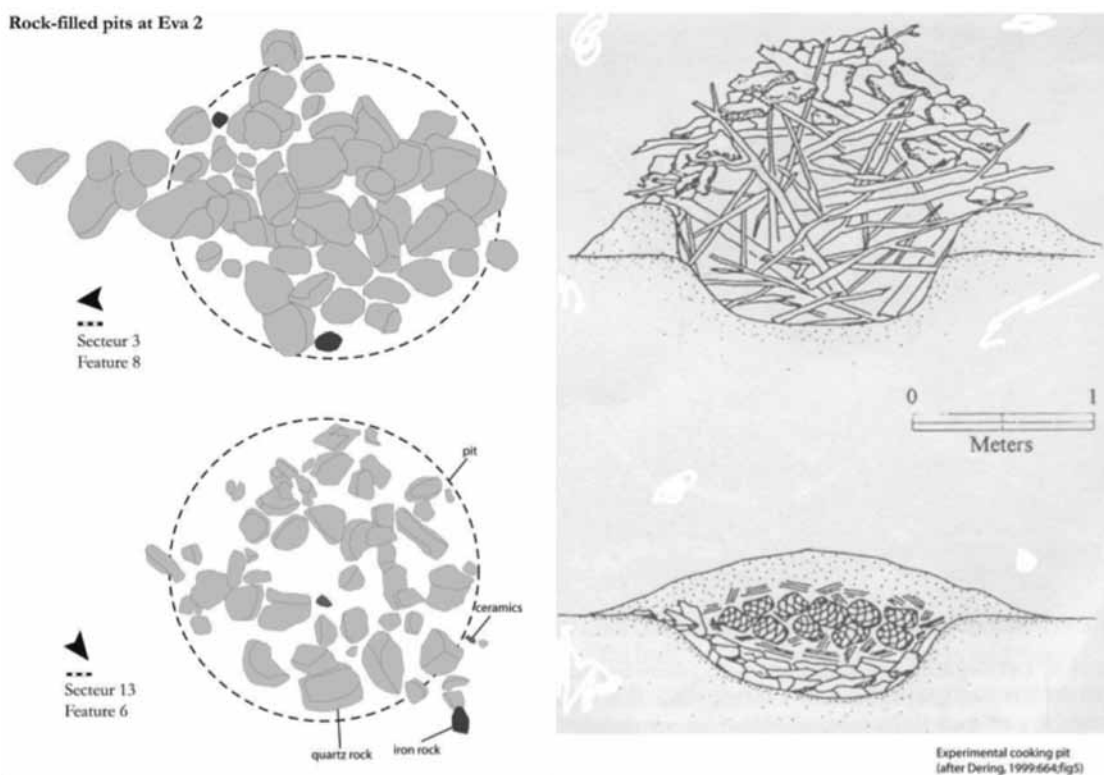 Rock-filled pits at Eva 2
Secteur 3
Feature 8
0 1
Meters
pit
ceramics
Secteur 13
Feature 6
quartz rock
iron rock
Experimental cooking pit
(after Dering, 1999:664;fig5)